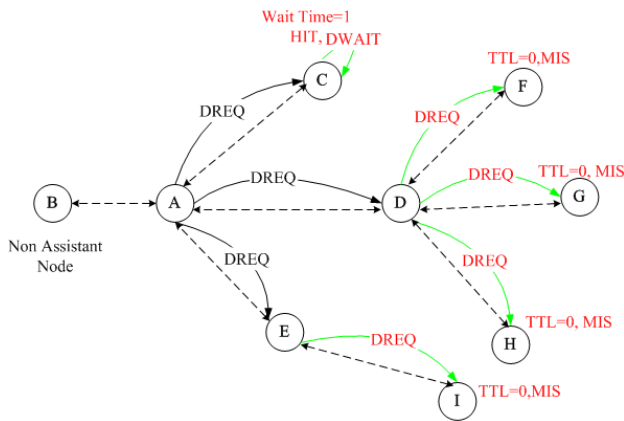 Wait Time=1
HIT, DWAIT
C
TTL=0,MIS
F
DREQ
DREQ
TTL=0, MIS
DREQ
DREQ
G
B
A
D
Non Assistant
Node
DREQ
DREQ
E
DREQ
TTL=0, MIS
H
TTL=0,MIS
I